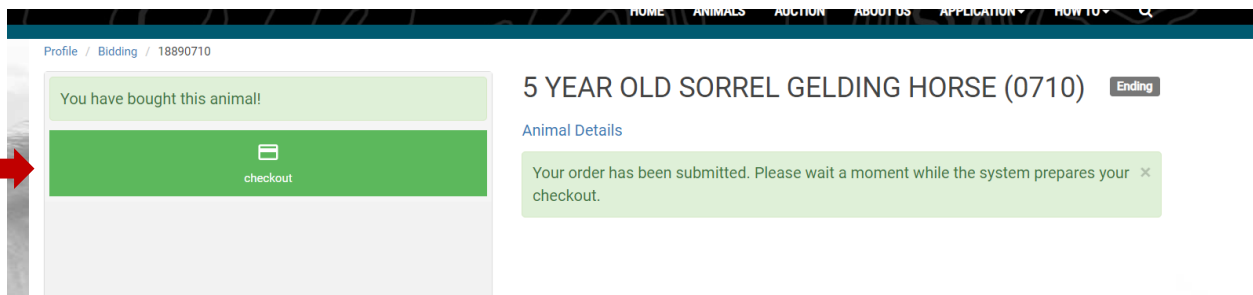 HOME ANIMALS AUCTION ABOUT US APPLICATION HOW TO
Profile / Bidding / 18890710
You have bought this animal!
checkout
5 YEAR OLD SORREL GELDING HORSE (0710) Ending
Animal Details
Your order has been submitted. Please wait a moment while the system prepares your ×
checkout.